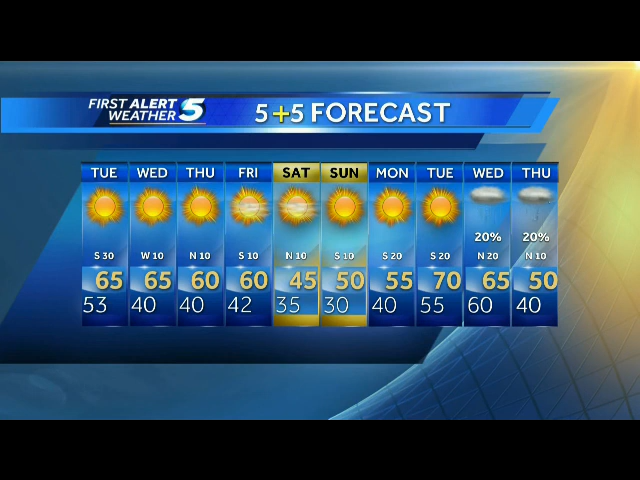 FIRST ALERT
WEATHER 5
5+5 FORECAST
TUE WED THU FRI SAT SUN MON TUE WED THU
20% 20%
S 30 W 10 N 10 S 10 N 10 S 10 S 20 S 20 N 20 N 10
65 65 60 60 45 50 55 70 65 50
53 40 40 42 35 30 40 55 60 40